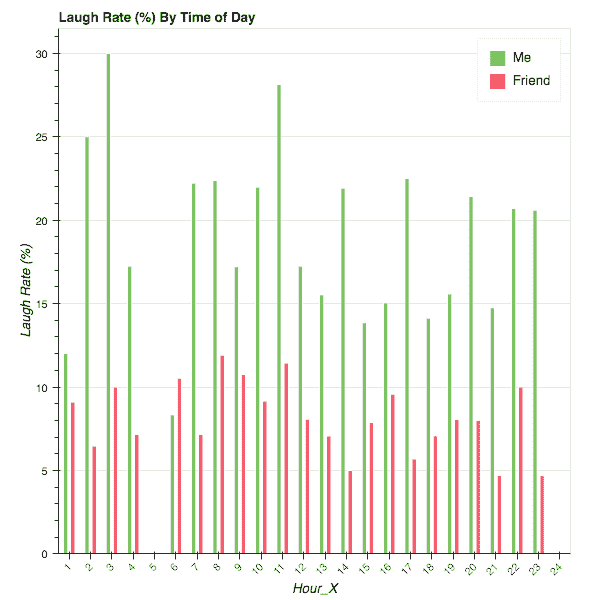 Laugh Rate (%) By Time of Day
Me
Friend
30
25
20
15
10
5
0
Laugh Rate (%)
1 2 3 4 5 6 7 8 9 10 11 12 13 14 15 16 17 18 19 20 21 22 23 24
Hour_X